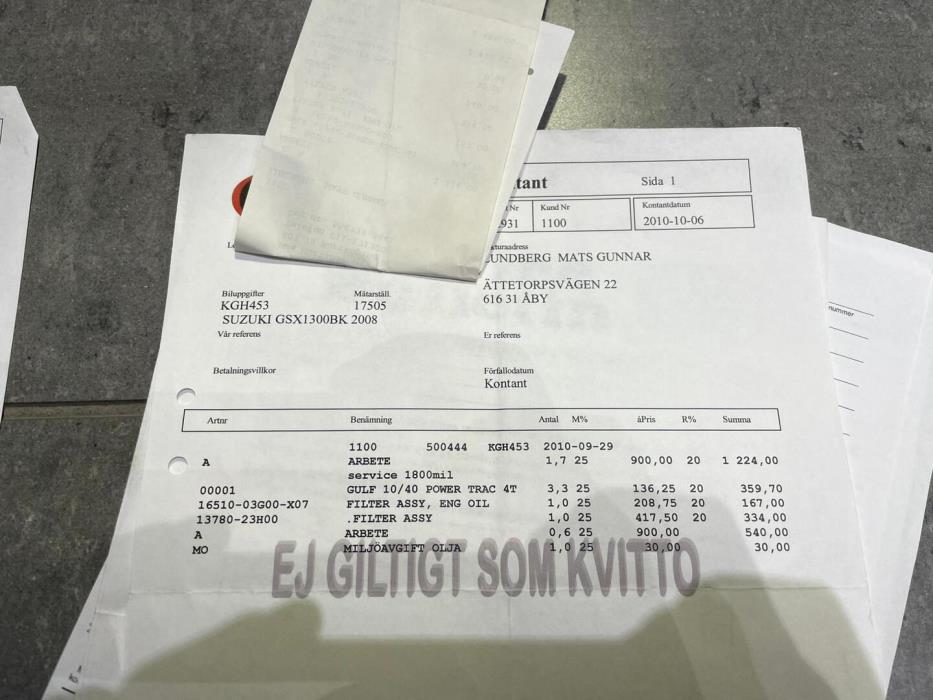 tant Sida 1
Nr Kund Nr Kontantdatum
931 1100 2010-10-06
turaadress
UNDBERG MATS GUNNAR
ÄTTETORPSVÄGEN 22
616 31 ÅBY
Biluppgifter Mätarställ.
KGH453 17505
SUZUKI GSX1300BK 2008
Vår referens Er referens
Betalningsvillkor Förfallodatum
Kontant
Artnr Benämning Antal M% àPris R% Summa
1100 500444 KGH453 2010-09-29
A ARBETE 1,7 25 900,00 20 1 224,00
service 1800mil
00001 GULF 10/40 POWER TRAC 4T 3,3 25 136,25 20 359,70
16510-03G00-X07 FILTER ASSY, ENG OIL 1,0 25 208,75 20 167,00
13780-23H00 .FILTER ASSY 1,0 25 417,50 20 334,00
A ARBETE 0,6 25 900,00 540,00
MO MILJÖAVGIFT OLJA 1,0 25 30,00 30,00
EJ GILTIGT SOM KVITTO
nummer